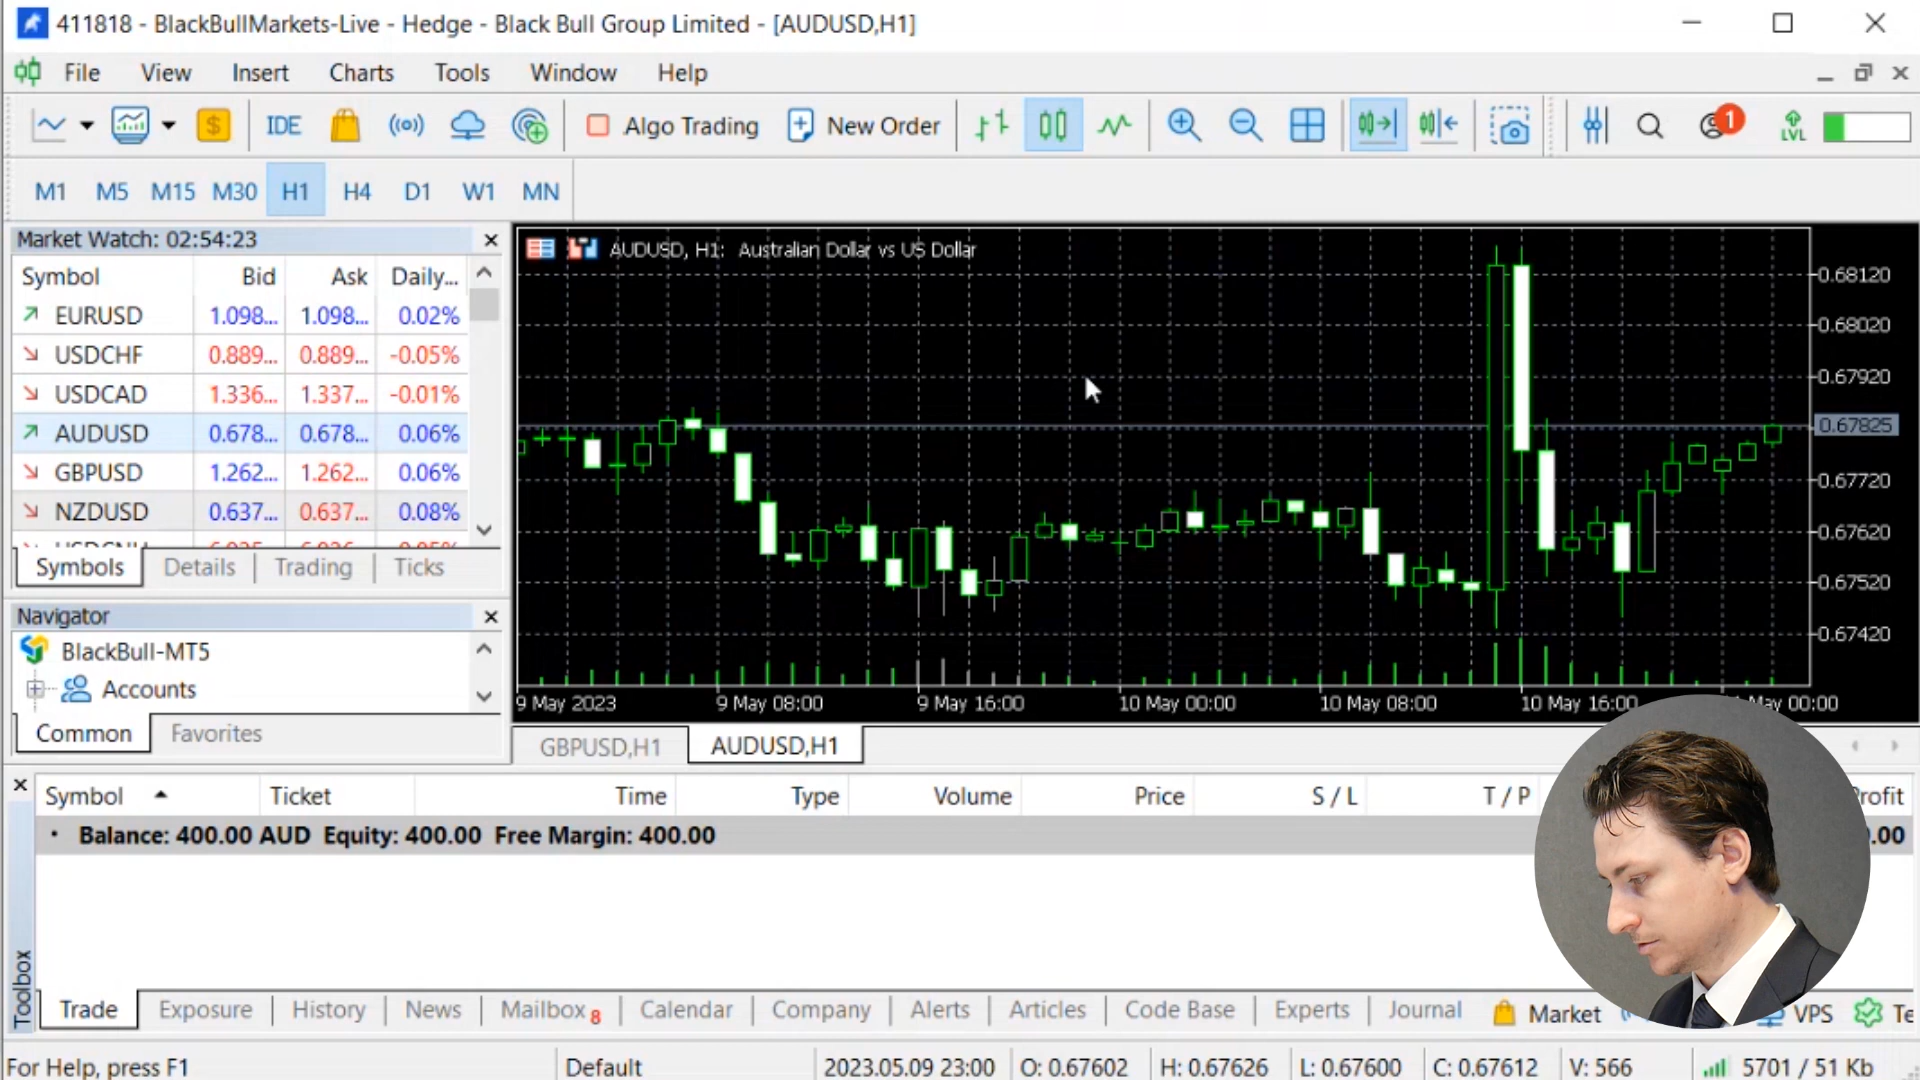 411818 - BlackBullMarkets-Live - Hedge - Black Bull Group Limited - [AUDUSD,H1]
File View Insert Charts Tools Window Help
IDE Algo Trading New Order 1 LVL
M1 M5 M15 M30 H1 H4 D1 W1 MN
Market Watch: 02:54:23
Symbol Bid Ask Daily...
EURUSD 1.098... 1.098... 0.02%
USDCHF 0.889... 0.889... -0.05%
USDCAD 1.336... 1.337... -0.01%
AUDUSD 0.678... 0.678... 0.06%
GBPUSD 1.262... 1.262... 0.06%
NZDUSD 0.637... 0.637... 0.08%
Symbols Details Trading Ticks
Navigator
BlackBull-MT5
Accounts
Common Favorites
AUDUSD, H1: Australian Dollar vs US Dollar
0.68120
0.68020
0.67920
0.67825
0.67720
0.67620
0.67520
0.67420
9 May 2023 9 May 08:00 9 May 16:00 10 May 00:00 10 May 08:00 10 May 16:00 May 00:00
GBPUSD,H1 AUDUSD,H1
Symbol Ticket Time Type Volume Price S / L T / P Profit
Balance: 400.00 AUD Equity: 400.00 Free Margin: 400.00 .00
Toolbox
Trade Exposure History News Mailbox 8 Calendar Company Alerts Articles Code Base Experts Journal Market VPS Te
For Help, press F1 Default 2023.05.09 23:00 O: 0.67602 H: 0.67626 L: 0.67600 C: 0.67612 V: 566 5701 / 51 Kb